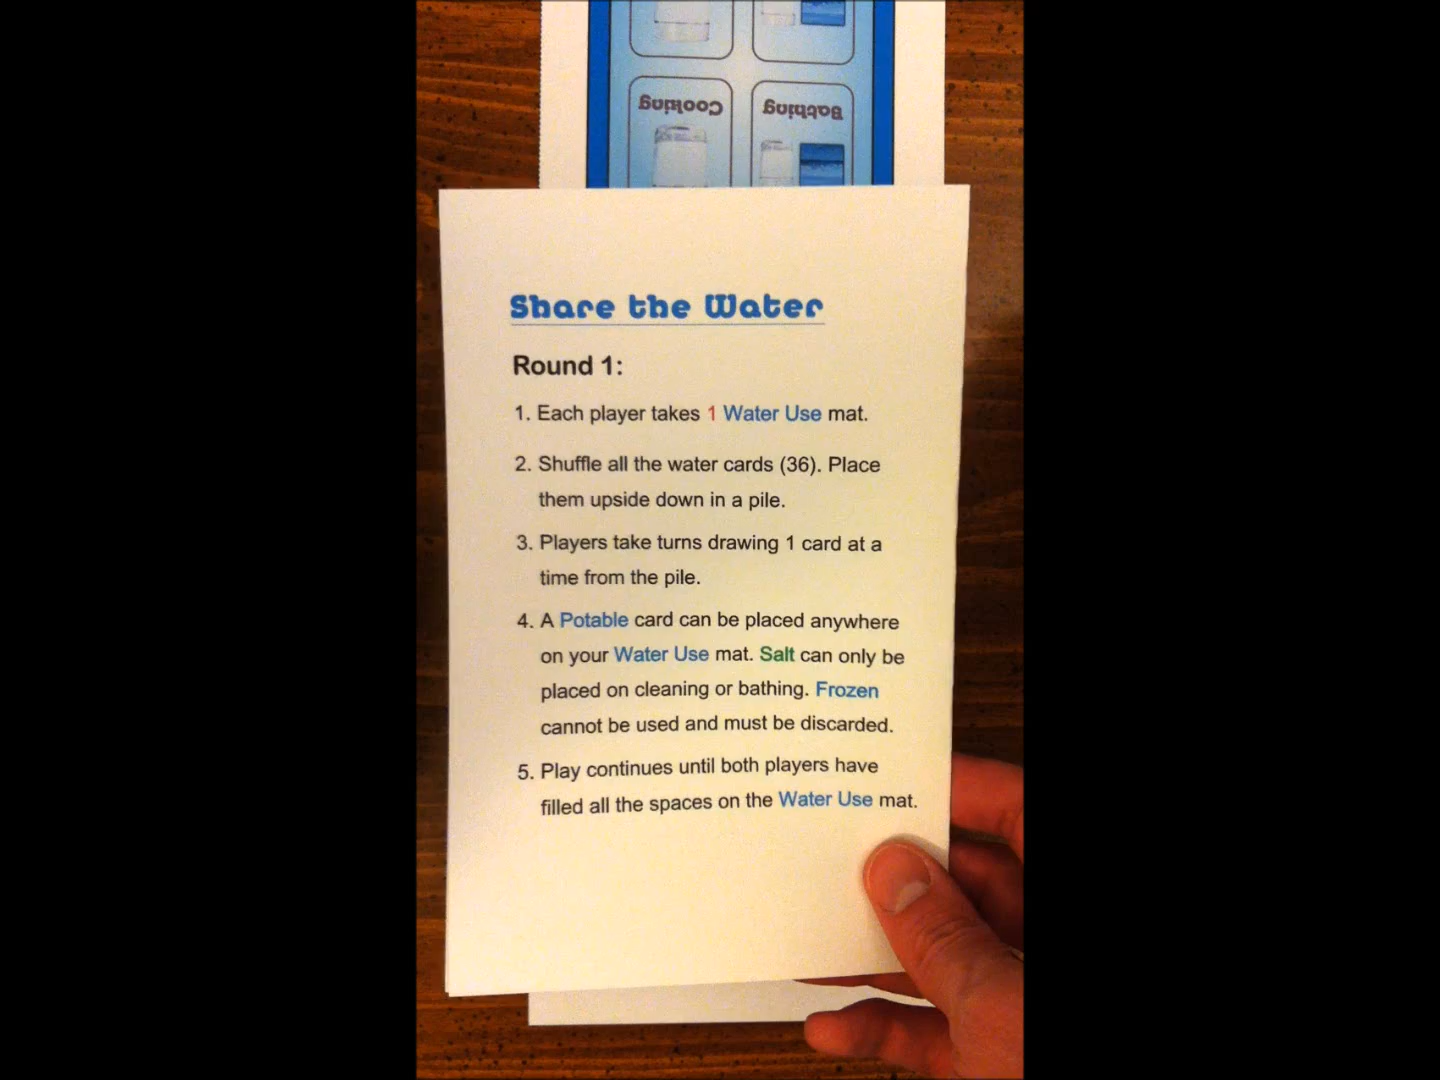 Cooking
Bathing
Share the Water
Round 1:
1. Each player takes 1 Water Use mat.
2. Shuffle all the water cards (36). Place
them upside down in a pile.
3. Players take turns drawing 1 card at a
time from the pile.
4. A Potable card can be placed anywhere
on your Water Use mat. Salt can only be
placed on cleaning or bathing. Frozen
cannot be used and must be discarded.
5. Play continues until both players have
filled all the spaces on the Water Use mat.